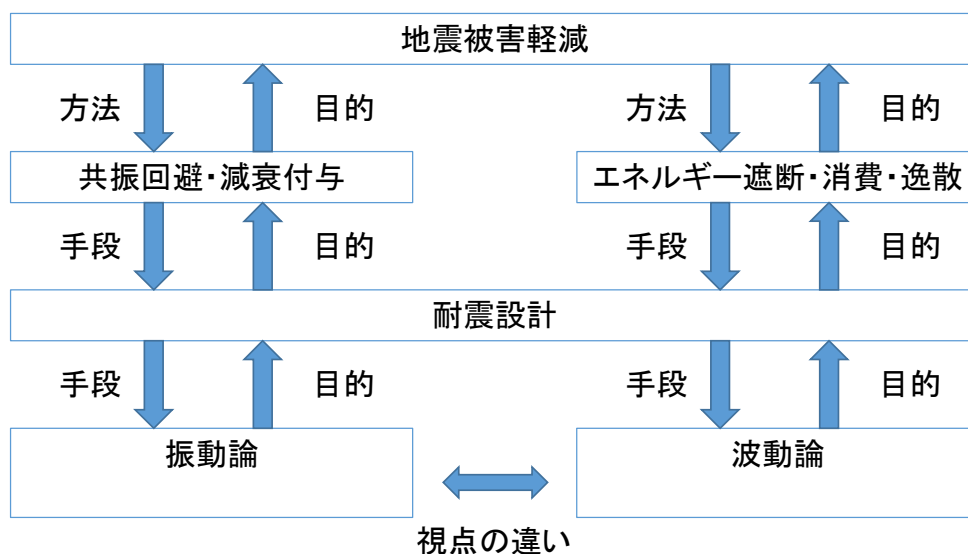 地震被害軽減
方法 目的 方法 目的
共振回避・減衰付与 エネルギー遮断・消費・逸散
手段 目的 手段 目的
耐震設計
手段 目的 手段 目的
振動論 波動論
視点の違い